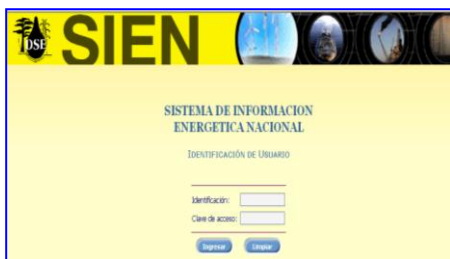 DSE
SIEN
SISTEMA DE INFORMACION
ENERGETICA NACIONAL
IDENTIFICACIÓN DE USUARIO
Identificación:
Clave de acceso:
Ingresar Limpiar